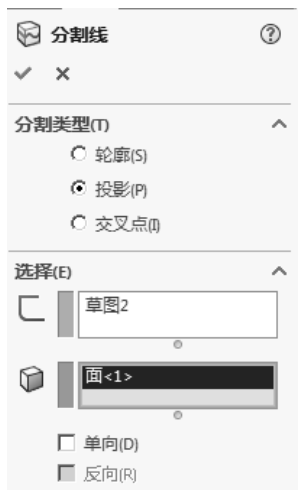 分割线
分割类型(T)
轮廓(S)
投影(P)
交叉点(I)
选择(E)
草图2
面<1>
单向(D)
反向(R)